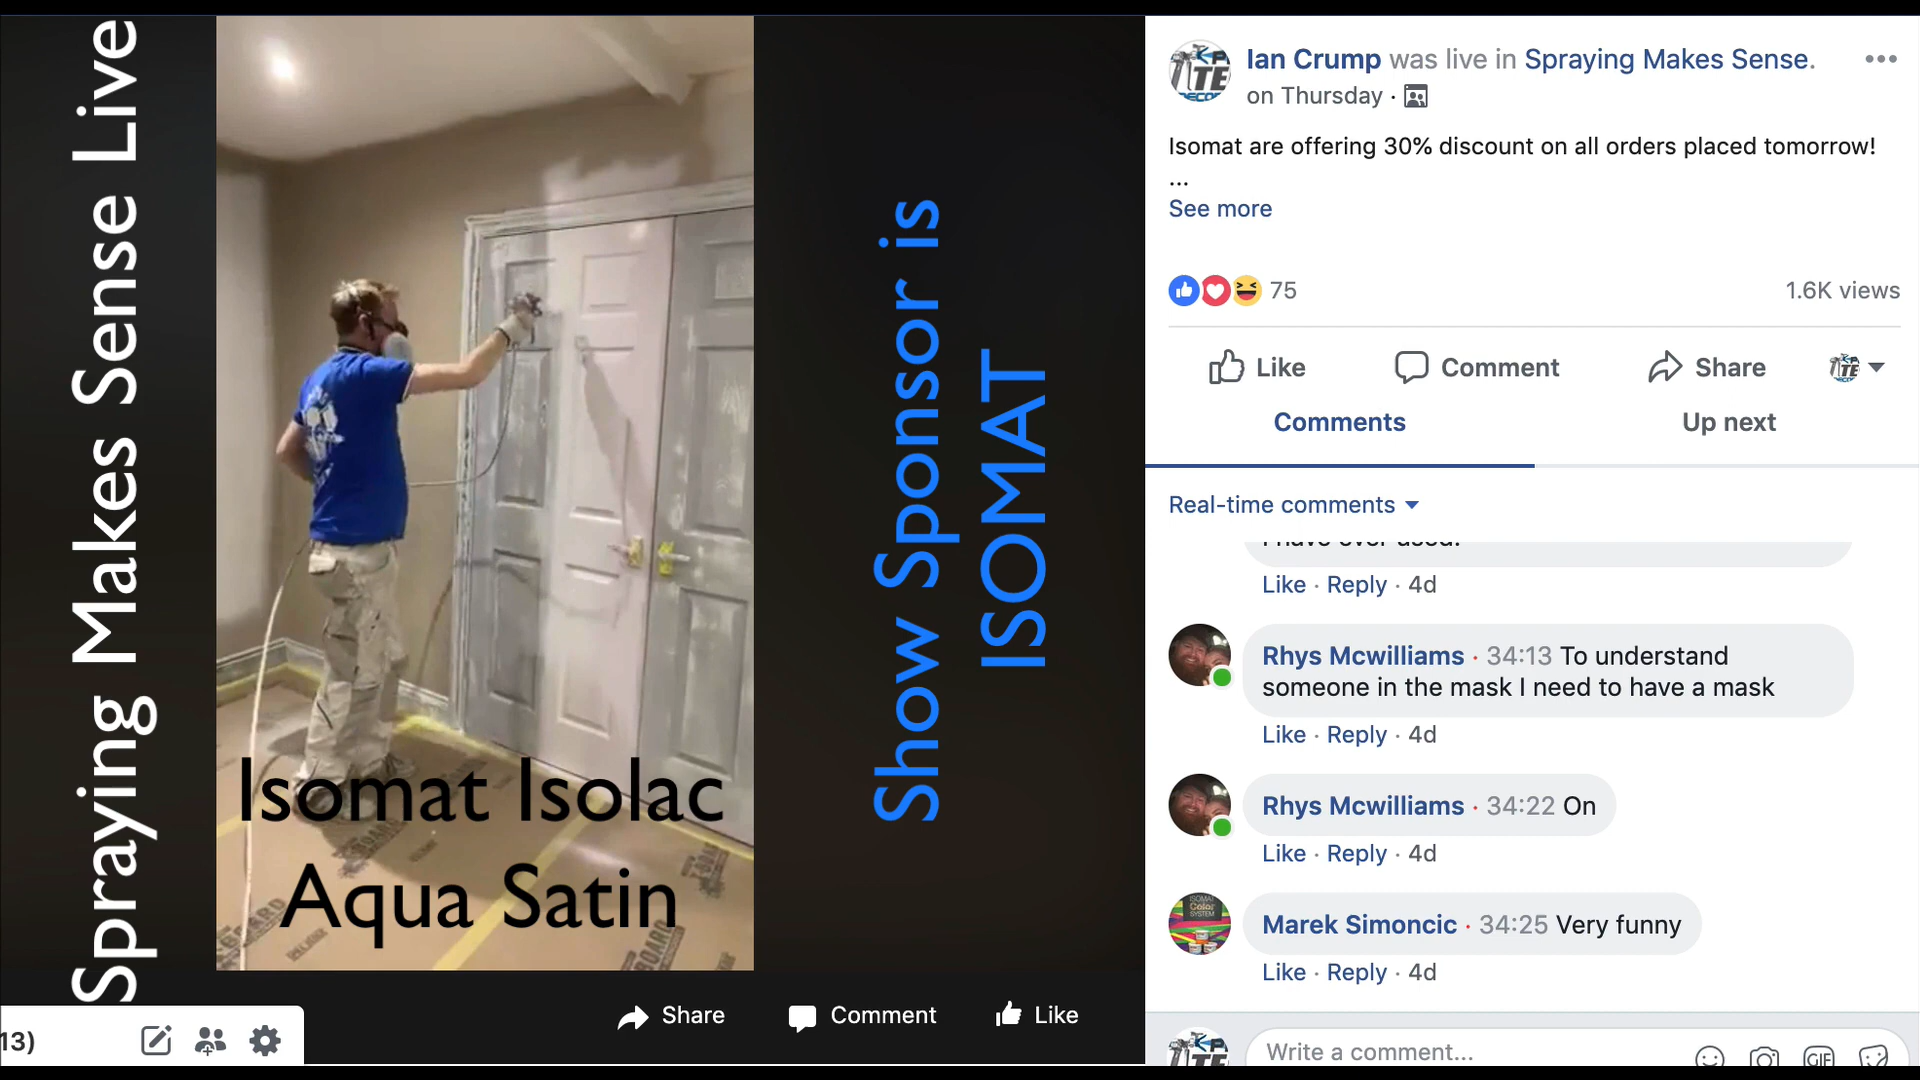 Spraying Makes Sense Live
Isomat Isolac
Aqua Satin
Show Sponsor is
ISOMAT
Share
Comment
Like
13)
Ian Crump was live in Spraying Makes Sense.
on Thursday ·
Isomat are offering 30% discount on all orders placed tomorrow!
...
See more
75
1.6K views
Like
Comment
Share
Comments
Up next
Real-time comments
I have ever used.
Like · Reply · 4d
Rhys Mcwilliams · 34:13 To understand
someone in the mask I need to have a mask
Like · Reply · 4d
Rhys Mcwilliams · 34:22 On
Like · Reply · 4d
Marek Simoncic · 34:25 Very funny
Like · Reply · 4d
Write a comment...
GIF